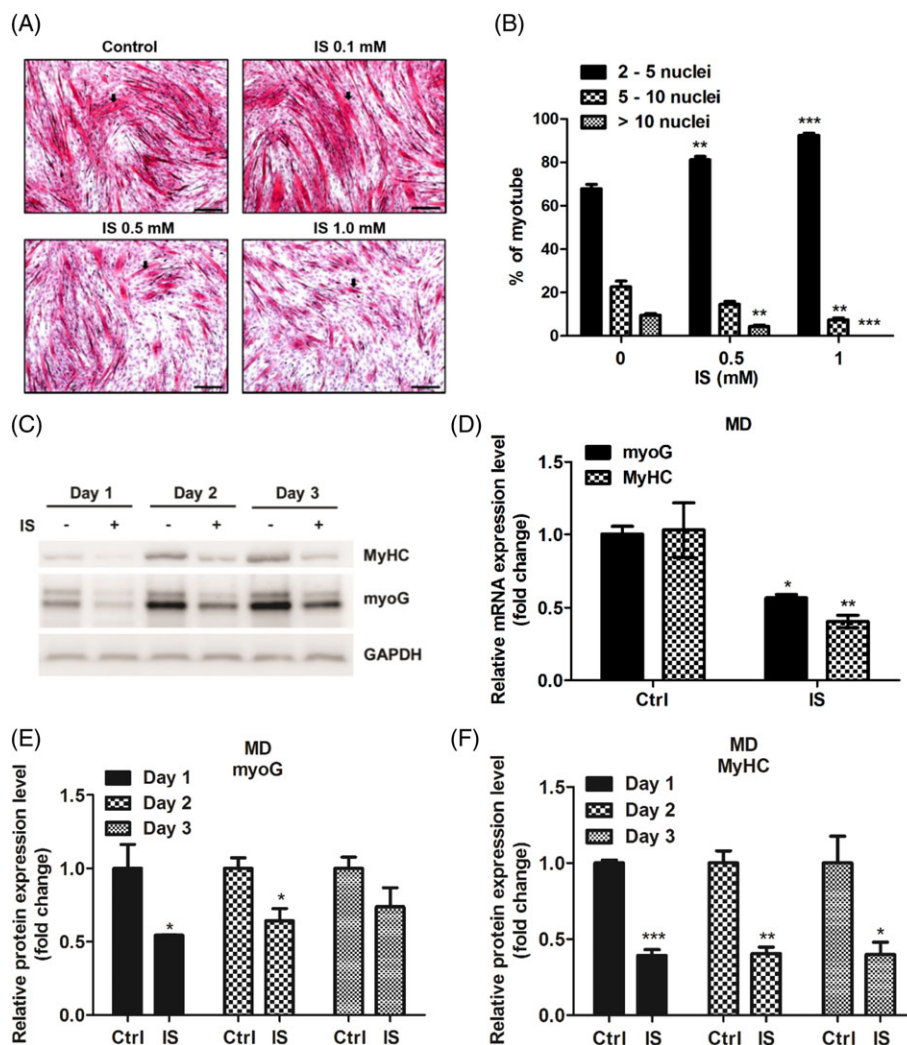 (A)
Control
IS 0.1 mM
IS 0.5 mM
IS 1.0 mM
(B)
2 - 5 nuclei
5 - 10 nuclei
> 10 nuclei
% of myotube
100
80
60
40
20
0
**
**
***
**
***
0
0.5
1
IS (mM)
(C)
Day 1
Day 2
Day 3
IS
-
+
-
+
-
+
MyHC
myoG
GAPDH
(D)
MD
myoG
MyHC
Relative mRNA expression level
(fold change)
1.5
1.0
0.5
0.0
*
**
Ctrl
IS
(E)
MD
myoG
Day 1
Day 2
Day 3
Relative protein expression level
(fold change)
1.5
1.0
0.5
0.0
*
*
Ctrl
IS
Ctrl
IS
Ctrl
IS
(F)
MD
MyHC
Day 1
Day 2
Day 3
Relative protein expression level
(fold change)
1.5
1.0
0.5
0.0
***
**
*
Ctrl
IS
Ctrl
IS
Ctrl
IS